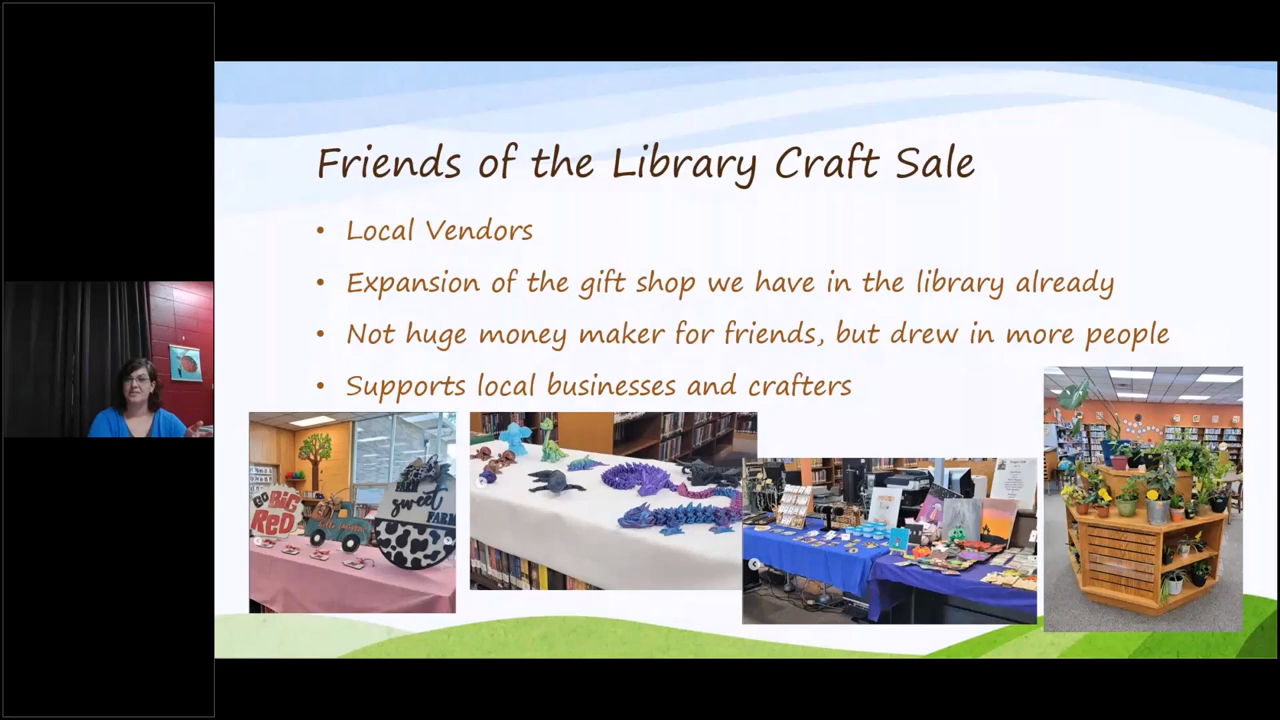 Friends of the Library Craft Sale
• Local Vendors
• Expansion of the gift shop we have in the library already
• Not huge money maker for friends, but drew in more people
• Supports local businesses and crafters
GO
BIG
RED
sweet
FARM